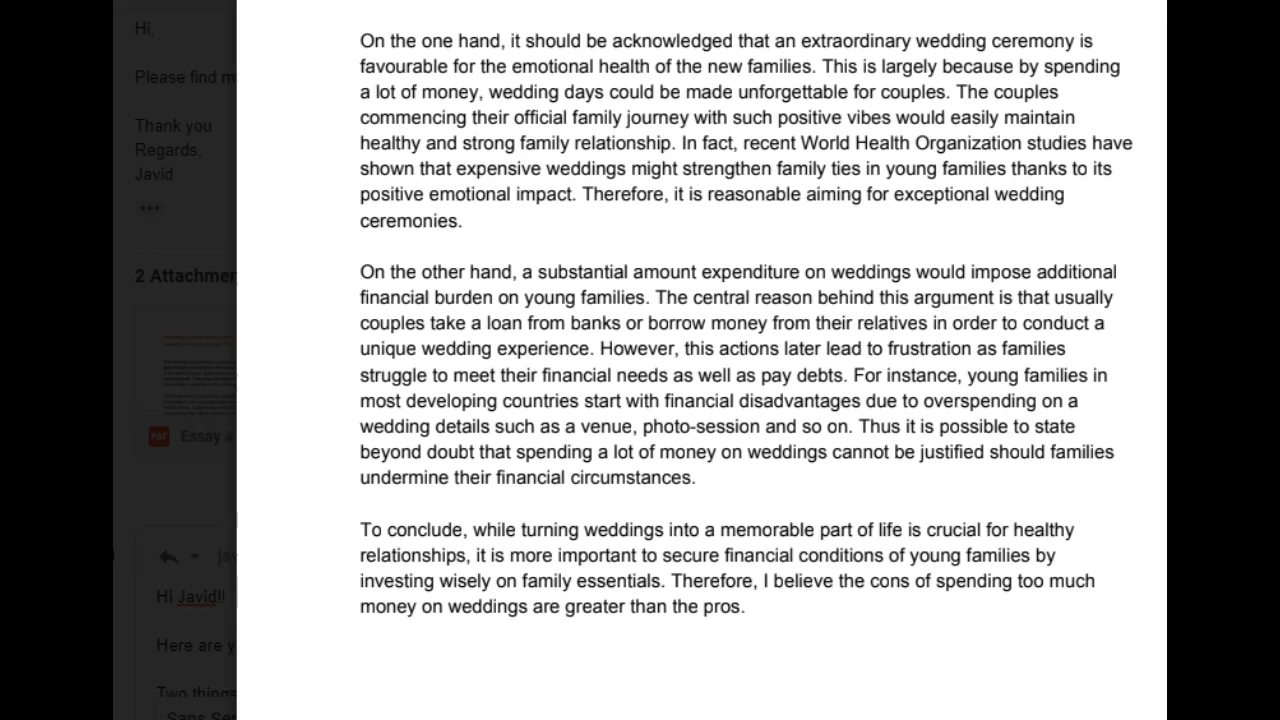 Hi,
Please find m
Thank you
Regards,
Javid
2 Attachmen
PDF Essay
Hi Javid!!
Here are y
Two things
Sans Ser
On the one hand, it should be acknowledged that an extraordinary wedding ceremony is
favourable for the emotional health of the new families. This is largely because by spending
a lot of money, wedding days could be made unforgettable for couples. The couples
commencing their official family journey with such positive vibes would easily maintain
healthy and strong family relationship. In fact, recent World Health Organization studies have
shown that expensive weddings might strengthen family ties in young families thanks to its
positive emotional impact. Therefore, it is reasonable aiming for exceptional wedding
ceremonies.
On the other hand, a substantial amount expenditure on weddings would impose additional
financial burden on young families. The central reason behind this argument is that usually
couples take a loan from banks or borrow money from their relatives in order to conduct a
unique wedding experience. However, this actions later lead to frustration as families
struggle to meet their financial needs as well as pay debts. For instance, young families in
most developing countries start with financial disadvantages due to overspending on a
wedding details such as a venue, photo-session and so on. Thus it is possible to state
beyond doubt that spending a lot of money on weddings cannot be justified should families
undermine their financial circumstances.
To conclude, while turning weddings into a memorable part of life is crucial for healthy
relationships, it is more important to secure financial conditions of young families by
investing wisely on family essentials. Therefore, I believe the cons of spending too much
money on weddings are greater than the pros.